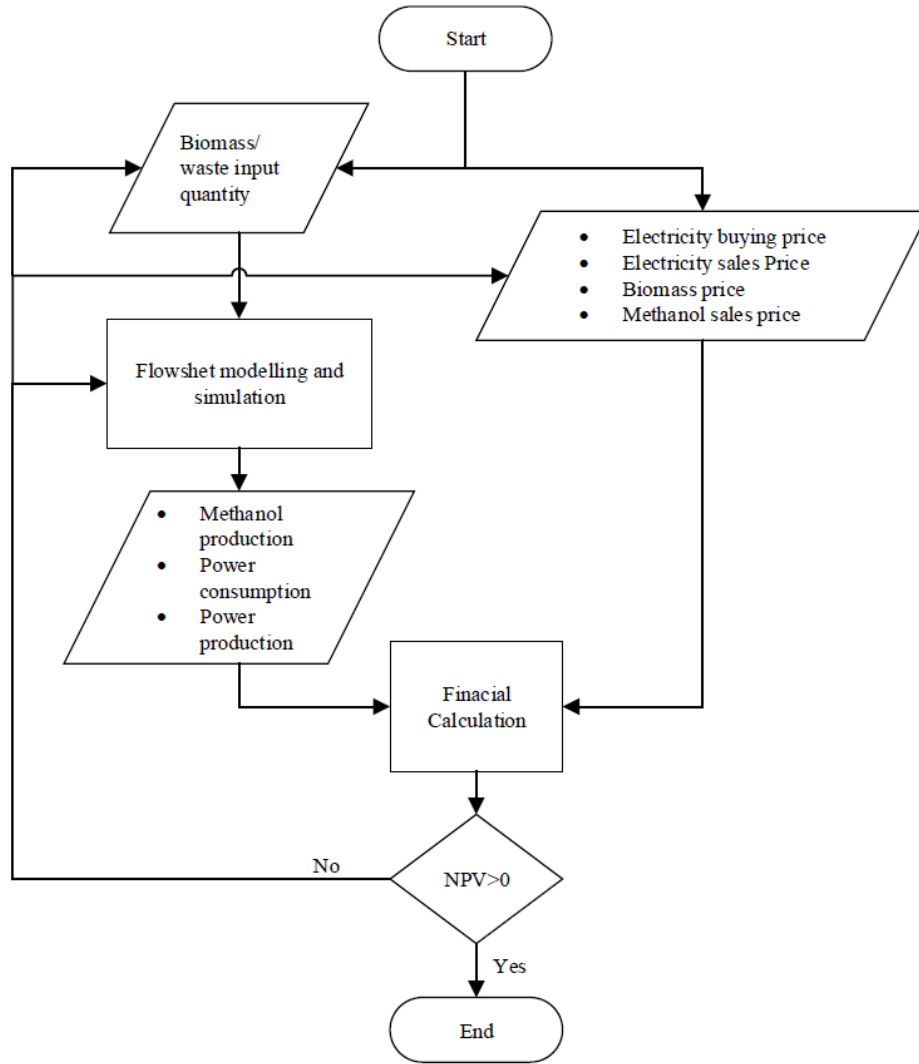 Start
Biomass/
waste input
quantity
• Electricity buying price
• Electricity sales Price
• Biomass price
• Methanol sales price
Flowshet modelling and
simulation
• Methanol
production
• Power
consumption
• Power
production
Finacial
Calculation
No
NPV>0
Yes
End